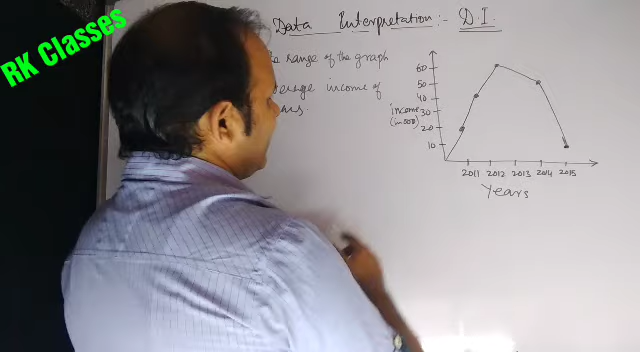 RK Classes
Data Interpretation:- D.I.
range of the graph
income of
60
50
40
30
20
10
income
(in 000)
2011 2012 2013 2014 2015
Years